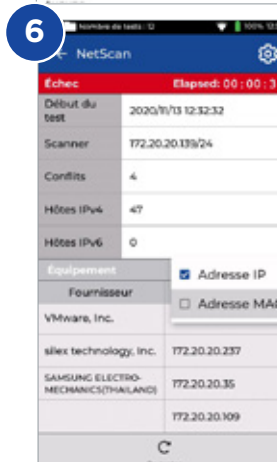 6
Nombre de tests : 12 100% 12:
← NetScan
Échec Elapsed: 00 : 00 : 3
Début du test 2020/11/13 12:32:32
Scanner 172.20.20.139/24
Conflits 4
Hôtes IPv4 47
Hôtes IPv6 0
Équipement
Adresse IP
Fournisseur
Adresse MAC
VMware, Inc.
silex technology, Inc. 172.20.20.237
SAMSUNG ELECTRO-
MECHANICS(THAILAND) 172.20.20.35
172.20.20.109